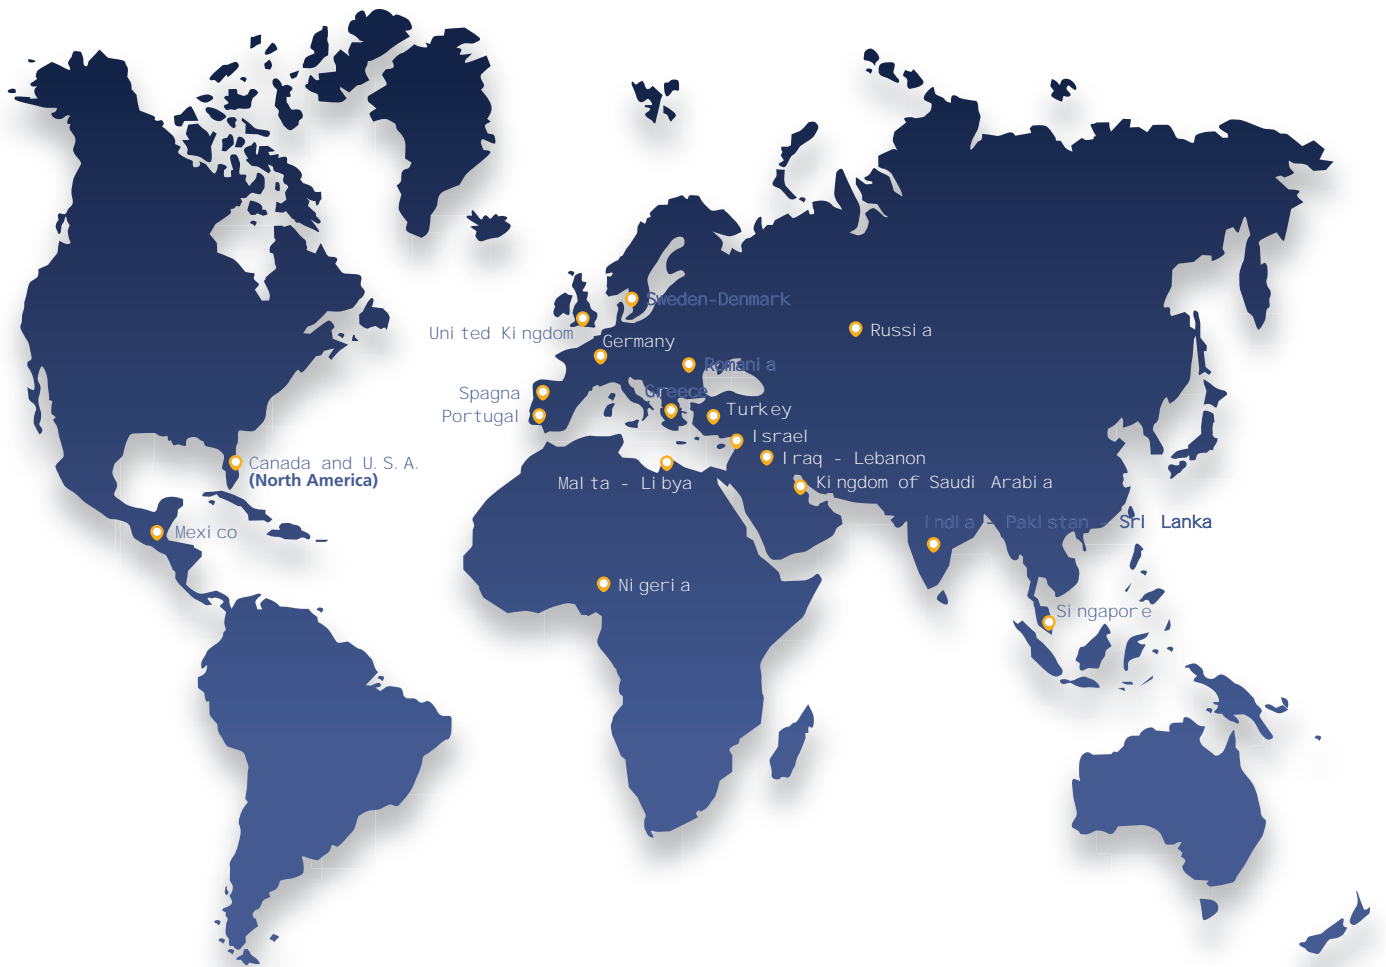 Sweden-Denmark
United Kingdom
Russia
Germany
Romania
Spagna
Greece
Portugal
Turkey
Israel
Canada and U.S.A.
(North America)
Iraq - Lebanon
Malta - Libya
Kingdom of Saudi Arabia
India - Pakistan - Sri Lanka
Mexico
Nigeria
Singapore